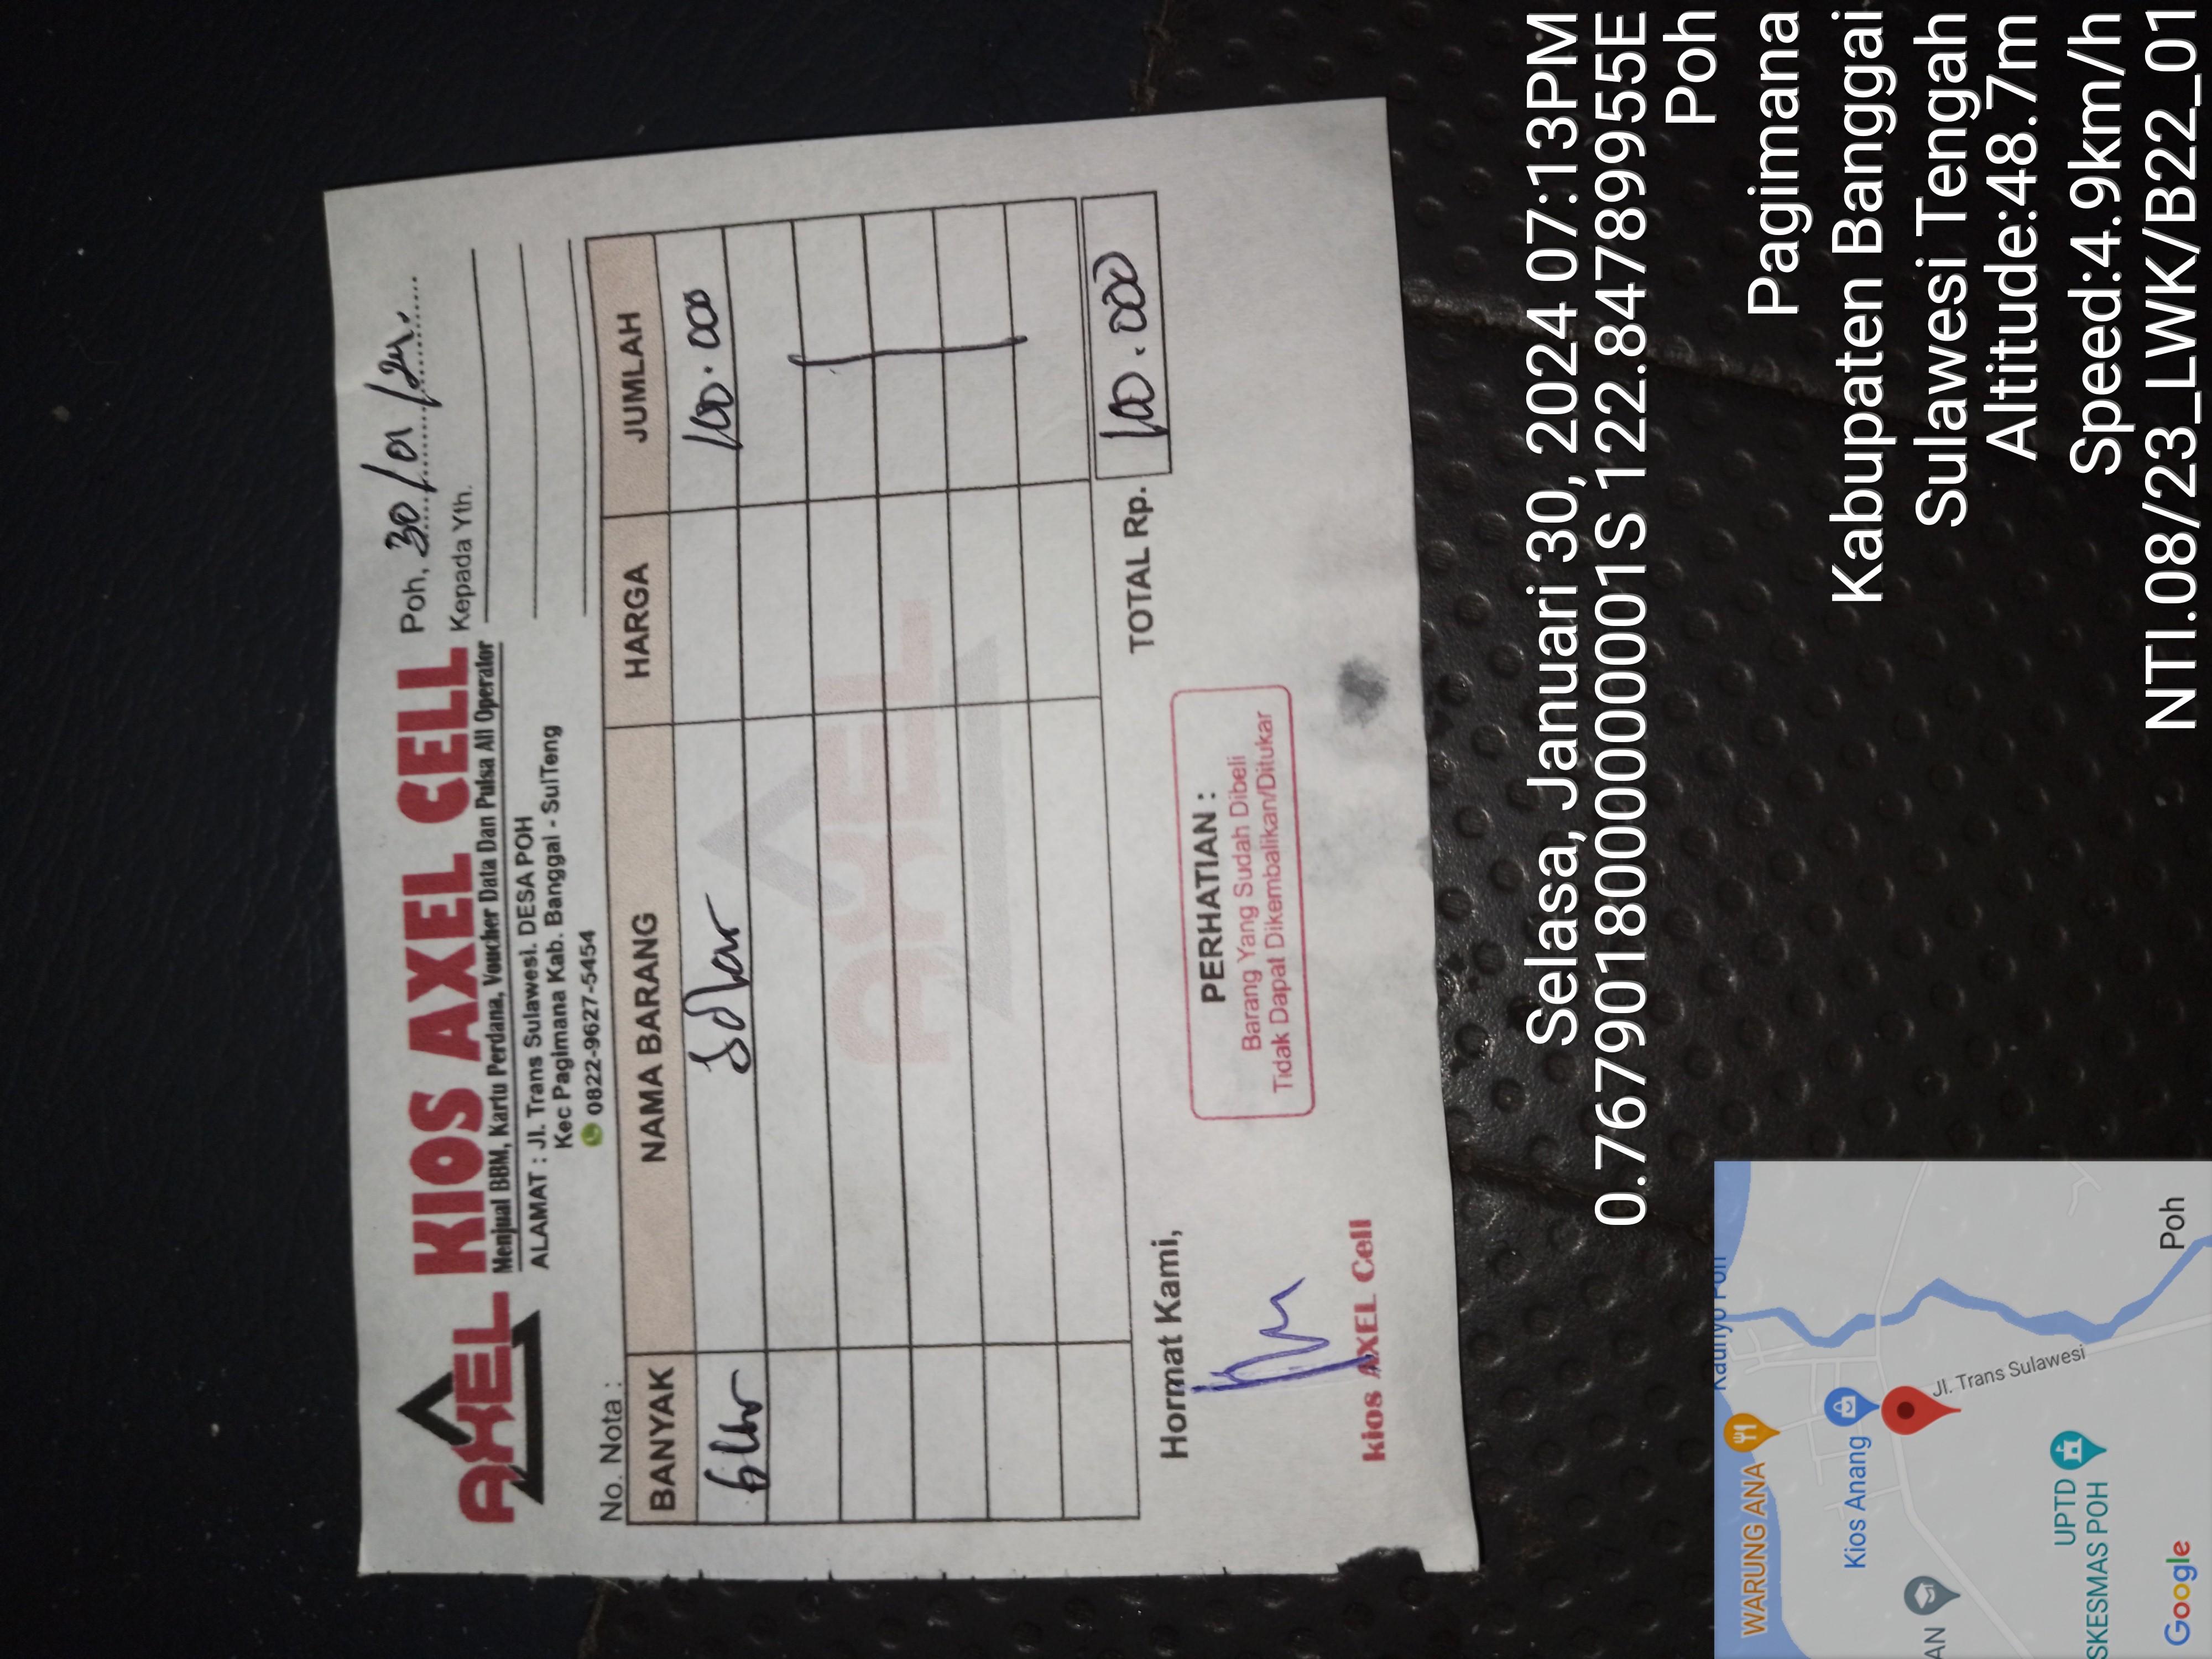 AXEL
KIOS AXEL CELL
Menjual BBM, Kartu Perdana, Voucher Data Dan Pulsa All Operator
ALAMAT : Jl. Trans Sulawesi. DESA POH
Kec Pagimana Kab. Banggai - SulTeng
0822-9627-5454
Poh, 30/01/24.
Kepada Yth.
No. Nota :
BANYAK NAMA BARANG HARGA JUMLAH
Solar 100.000
AXEL
TOTAL Rp. 100.000
Hormat Kami,
kios AXEL Cell
PERHATIAN :
Barang Yang Sudah Dibeli
Tidak Dapat Dikembalikan/Ditukar
Selasa, Januari 30, 2024 07:13PM
0.7679018000000001S 122.84789955E
Poh
Pagimana
Kabupaten Banggai
Sulawesi Tengah
Altitude:48.7m
Speed:4.9km/h
NTI.08/23_LWK/B22_01
WARUNG ANA
Kios Anang
Jl. Trans Sulawesi
UPTD
SKESMAS POH
AN
Poh
Google